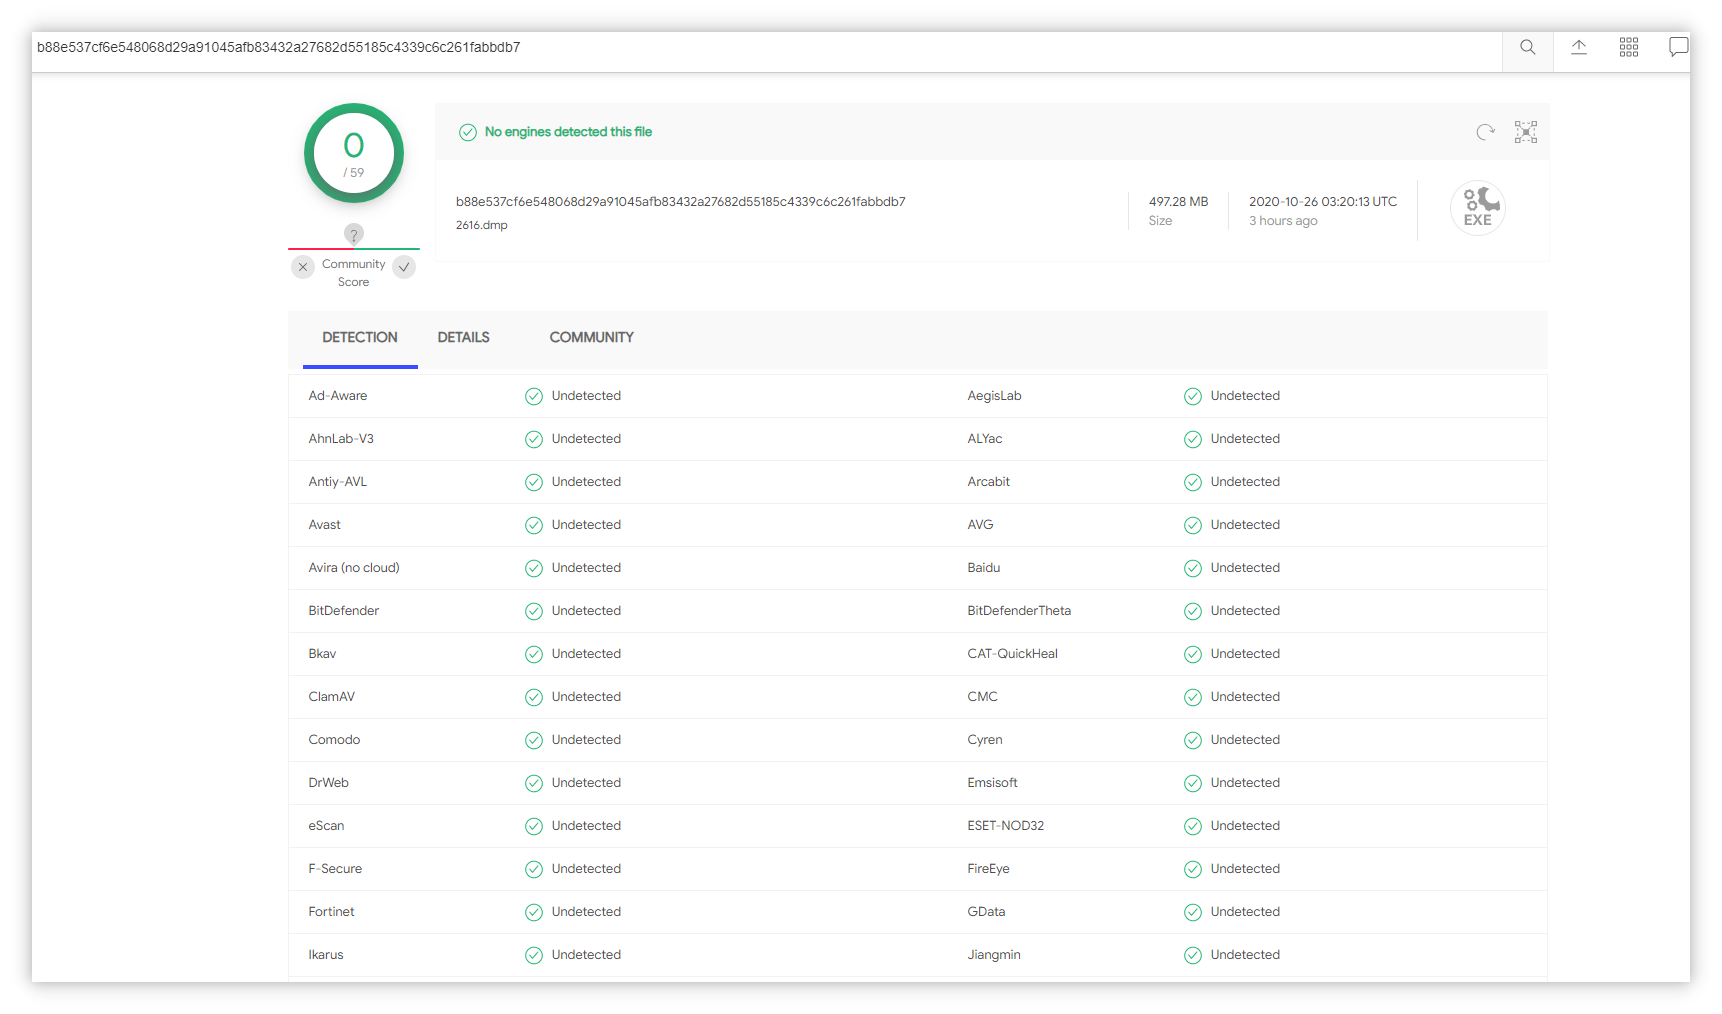 b88e537cf6e548068d29a91045afb83432a27682d55185c4339c6c261fabbdb7
0
/ 59
?
Community
Score
No engines detected this file
b88e537cf6e548068d29a91045afb83432a27682d55185c4339c6c261fabbdb7
2616.dmp
497.28 MB
Size
2020-10-26 03:20:13 UTC
3 hours ago
EXE
DETECTION DETAILS COMMUNITY
Ad-Aware Undetected AegisLab Undetected
AhnLab-V3 Undetected ALYac Undetected
Antiy-AVL Undetected Arcabit Undetected
Avast Undetected AVG Undetected
Avira (no cloud) Undetected Baidu Undetected
BitDefender Undetected BitDefenderTheta Undetected
Bkav Undetected CAT-QuickHeal Undetected
ClamAV Undetected CMC Undetected
Comodo Undetected Cyren Undetected
DrWeb Undetected Emsisoft Undetected
eScan Undetected ESET-NOD32 Undetected
F-Secure Undetected FireEye Undetected
Fortinet Undetected GData Undetected
Ikarus Undetected Jiangmin Undetected